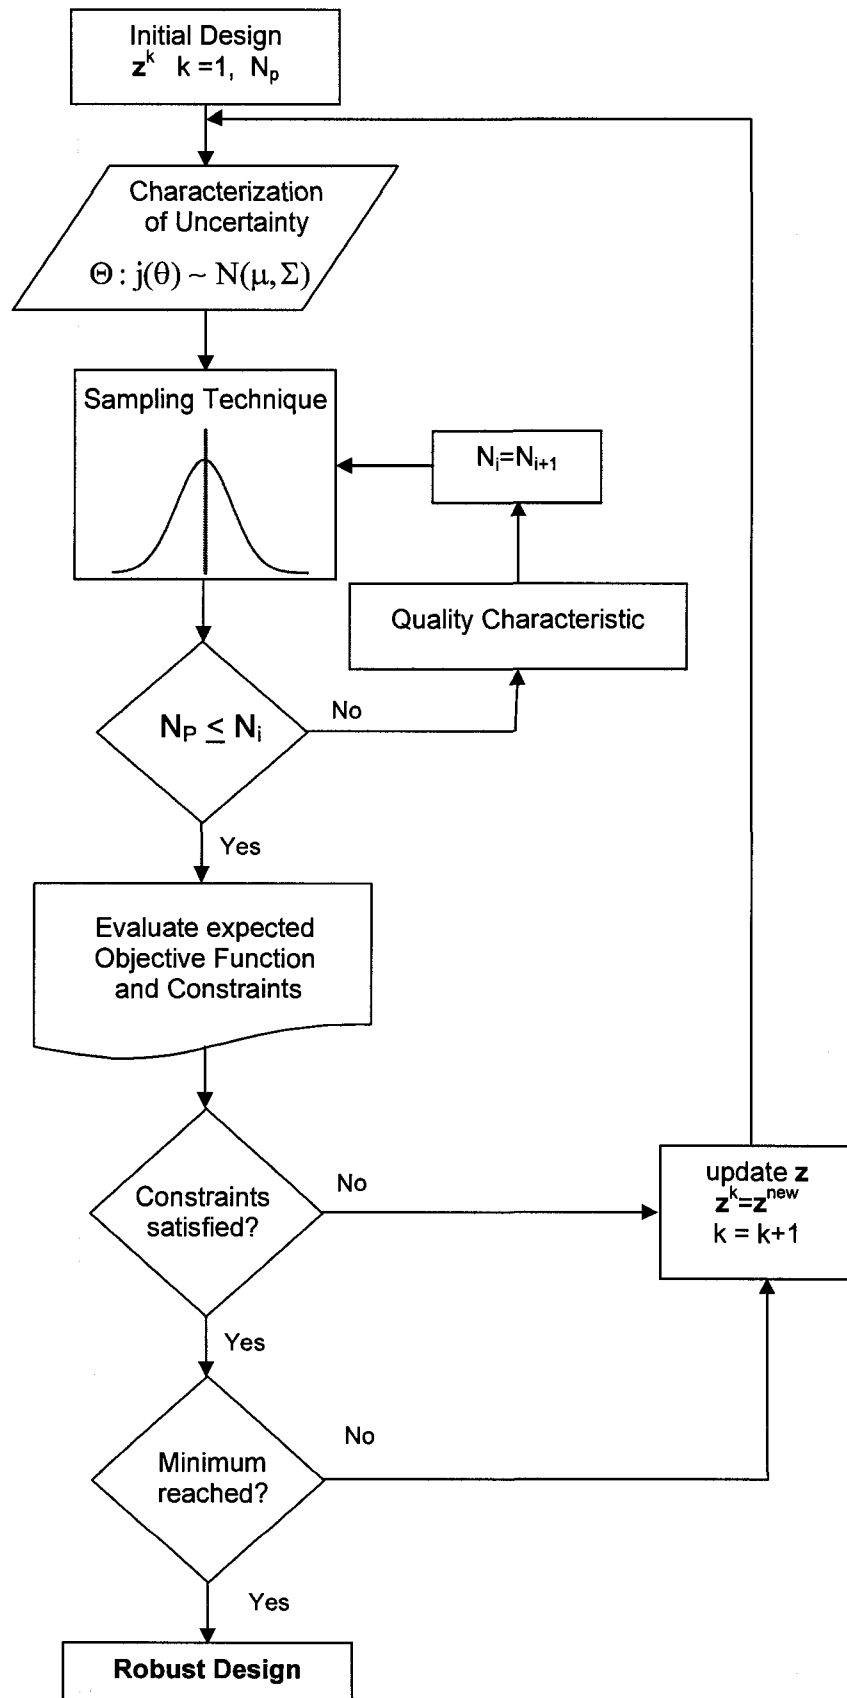 Initial Design
z^k k =1, N_p
Characterization
of Uncertainty
Θ : j(θ) ~ N(μ, Σ)
Sampling Technique
N_i=N_{i+1}
Quality Characteristic
N_P ≤ N_i
No
Yes
Evaluate expected
Objective Function
and Constraints
Constraints
satisfied?
No
update z
z^k=z^new
k = k+1
Yes
Minimum
reached?
No
Yes
Robust Design